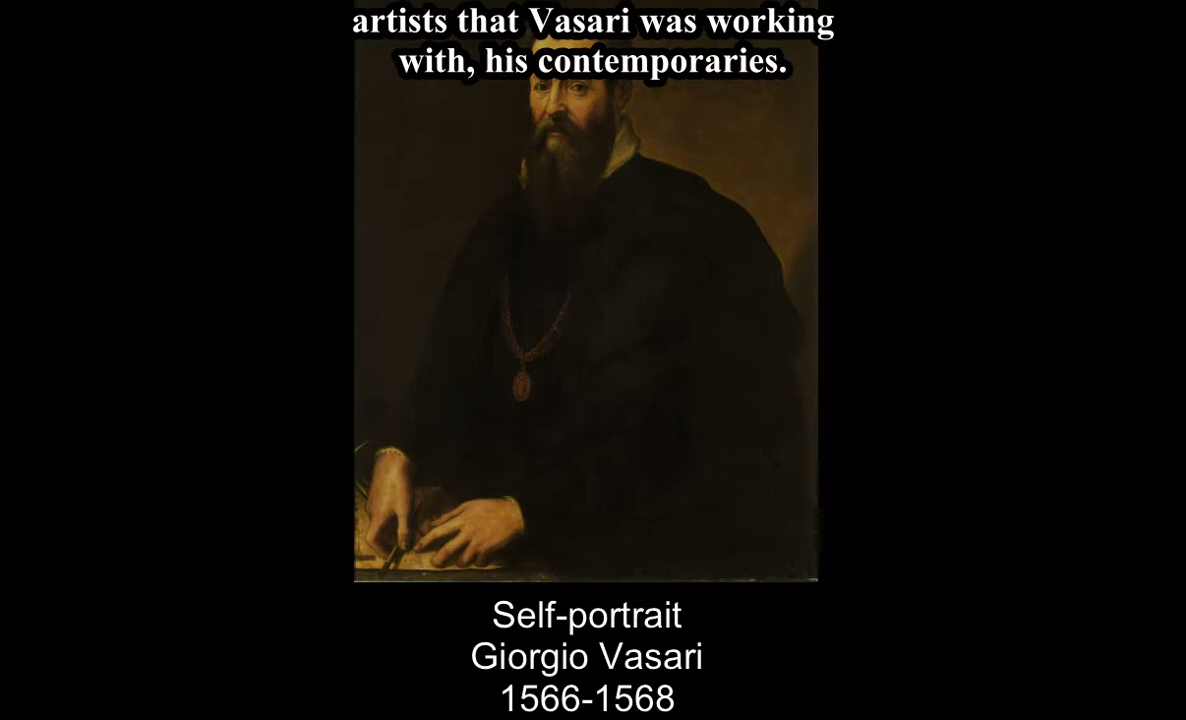 artists that Vasari was working
with, his contemporaries.
Self-portrait
Giorgio Vasari
1566-1568